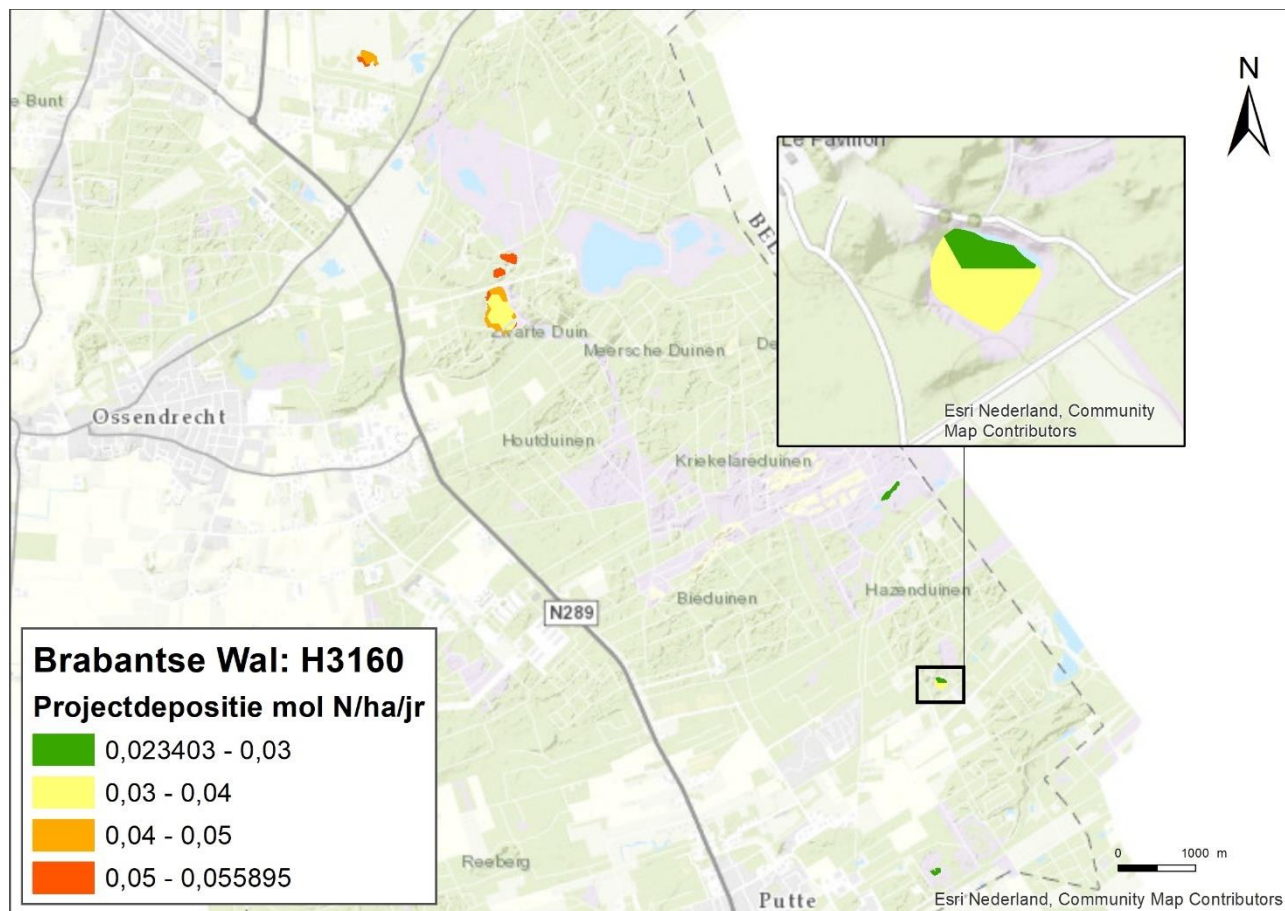 e Bunt
N
Le Pavillon
BEL
Zwarte Duin
Meersche Duinen
De
Esri Nederland, Community
Map Contributors
Ossendrecht
Houtduinen
Kriekelareduinen
Bieduinen
Hazenduinen
N289
Brabantse Wal: H3160
Projectdepositie mol N/ha/jr
0,023403 - 0,03
0,03 - 0,04
0,04 - 0,05
0,05 - 0,055895
Reeberg
Putte
0 1000 m
Esri Nederland, Community Map Contributors